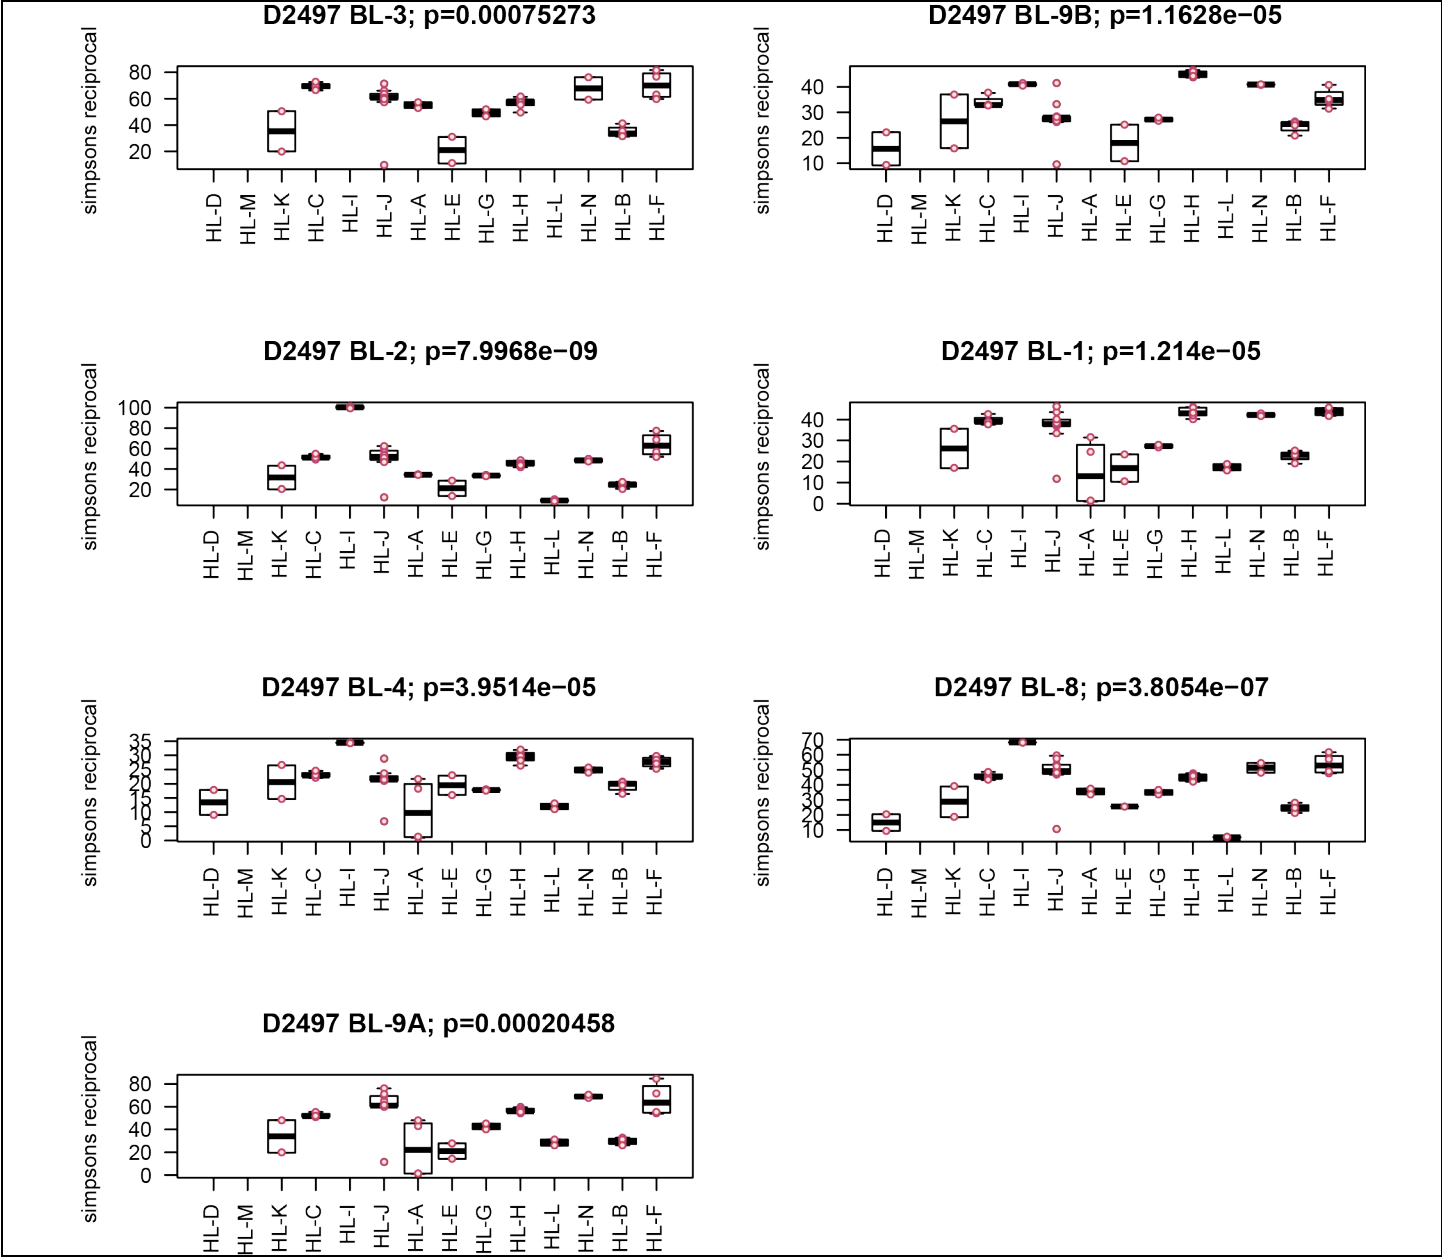 D2497 BL-3; p=0.00075273
simpsons reciprocal
80
60
40
20
HL-D HL-M HL-K HL-C HL-I HL-J HL-A HL-E HL-G HL-H HL-L HL-N HL-B HL-F
D2497 BL-9B; p=1.1628e−05
simpsons reciprocal
40
30
20
10
HL-D HL-M HL-K HL-C HL-I HL-J HL-A HL-E HL-G HL-H HL-L HL-N HL-B HL-F
D2497 BL-2; p=7.9968e−09
simpsons reciprocal
100
80
60
40
20
HL-D HL-M HL-K HL-C HL-I HL-J HL-A HL-E HL-G HL-H HL-L HL-N HL-B HL-F
D2497 BL-1; p=1.214e−05
simpsons reciprocal
40
30
20
10
0
HL-D HL-M HL-K HL-C HL-I HL-J HL-A HL-E HL-G HL-H HL-L HL-N HL-B HL-F
D2497 BL-4; p=3.9514e−05
simpsons reciprocal
35
30
25
20
15
10
5
0
HL-D HL-M HL-K HL-C HL-I HL-J HL-A HL-E HL-G HL-H HL-L HL-N HL-B HL-F
D2497 BL-8; p=3.8054e−07
simpsons reciprocal
70
60
50
40
30
20
10
HL-D HL-M HL-K HL-C HL-I HL-J HL-A HL-E HL-G HL-H HL-L HL-N HL-B HL-F
D2497 BL-9A; p=0.00020458
simpsons reciprocal
80
60
40
20
0
HL-D HL-M HL-K HL-C HL-I HL-J HL-A HL-E HL-G HL-H HL-L HL-N HL-B HL-F